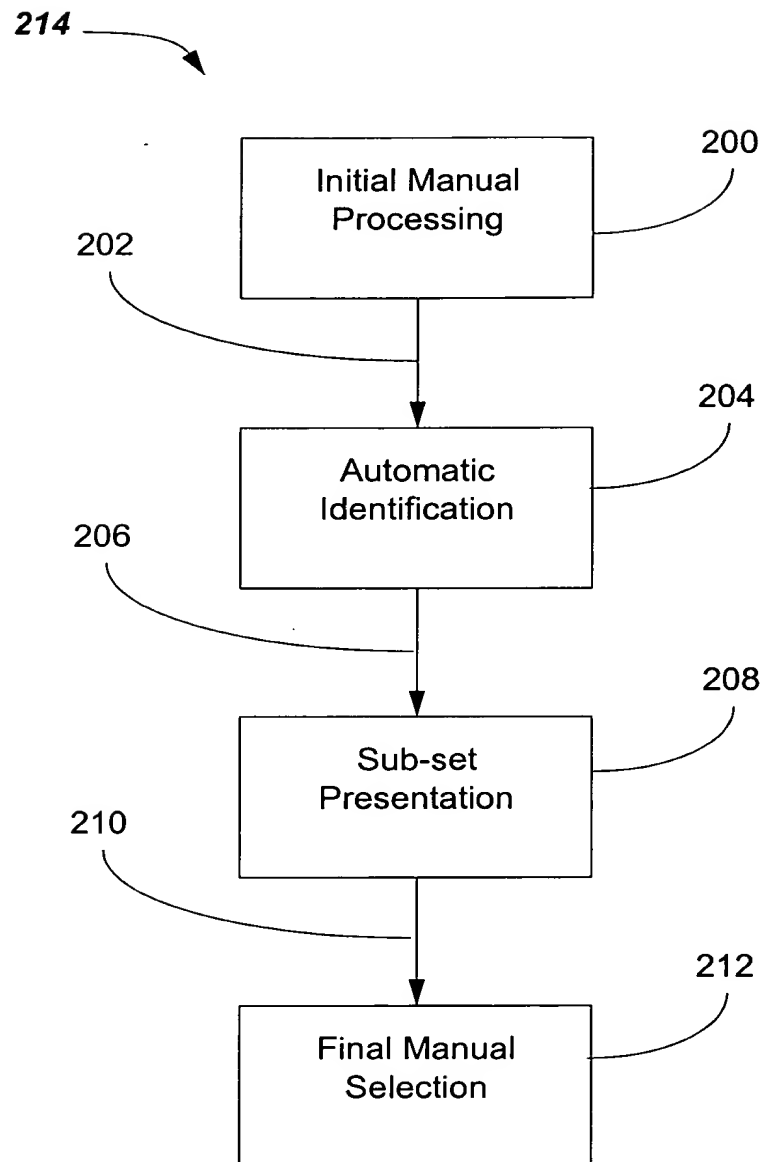 214
200
Initial Manual
Processing
202
204
Automatic
Identification
206
208
Sub-set
Presentation
210
212
Final Manual
Selection